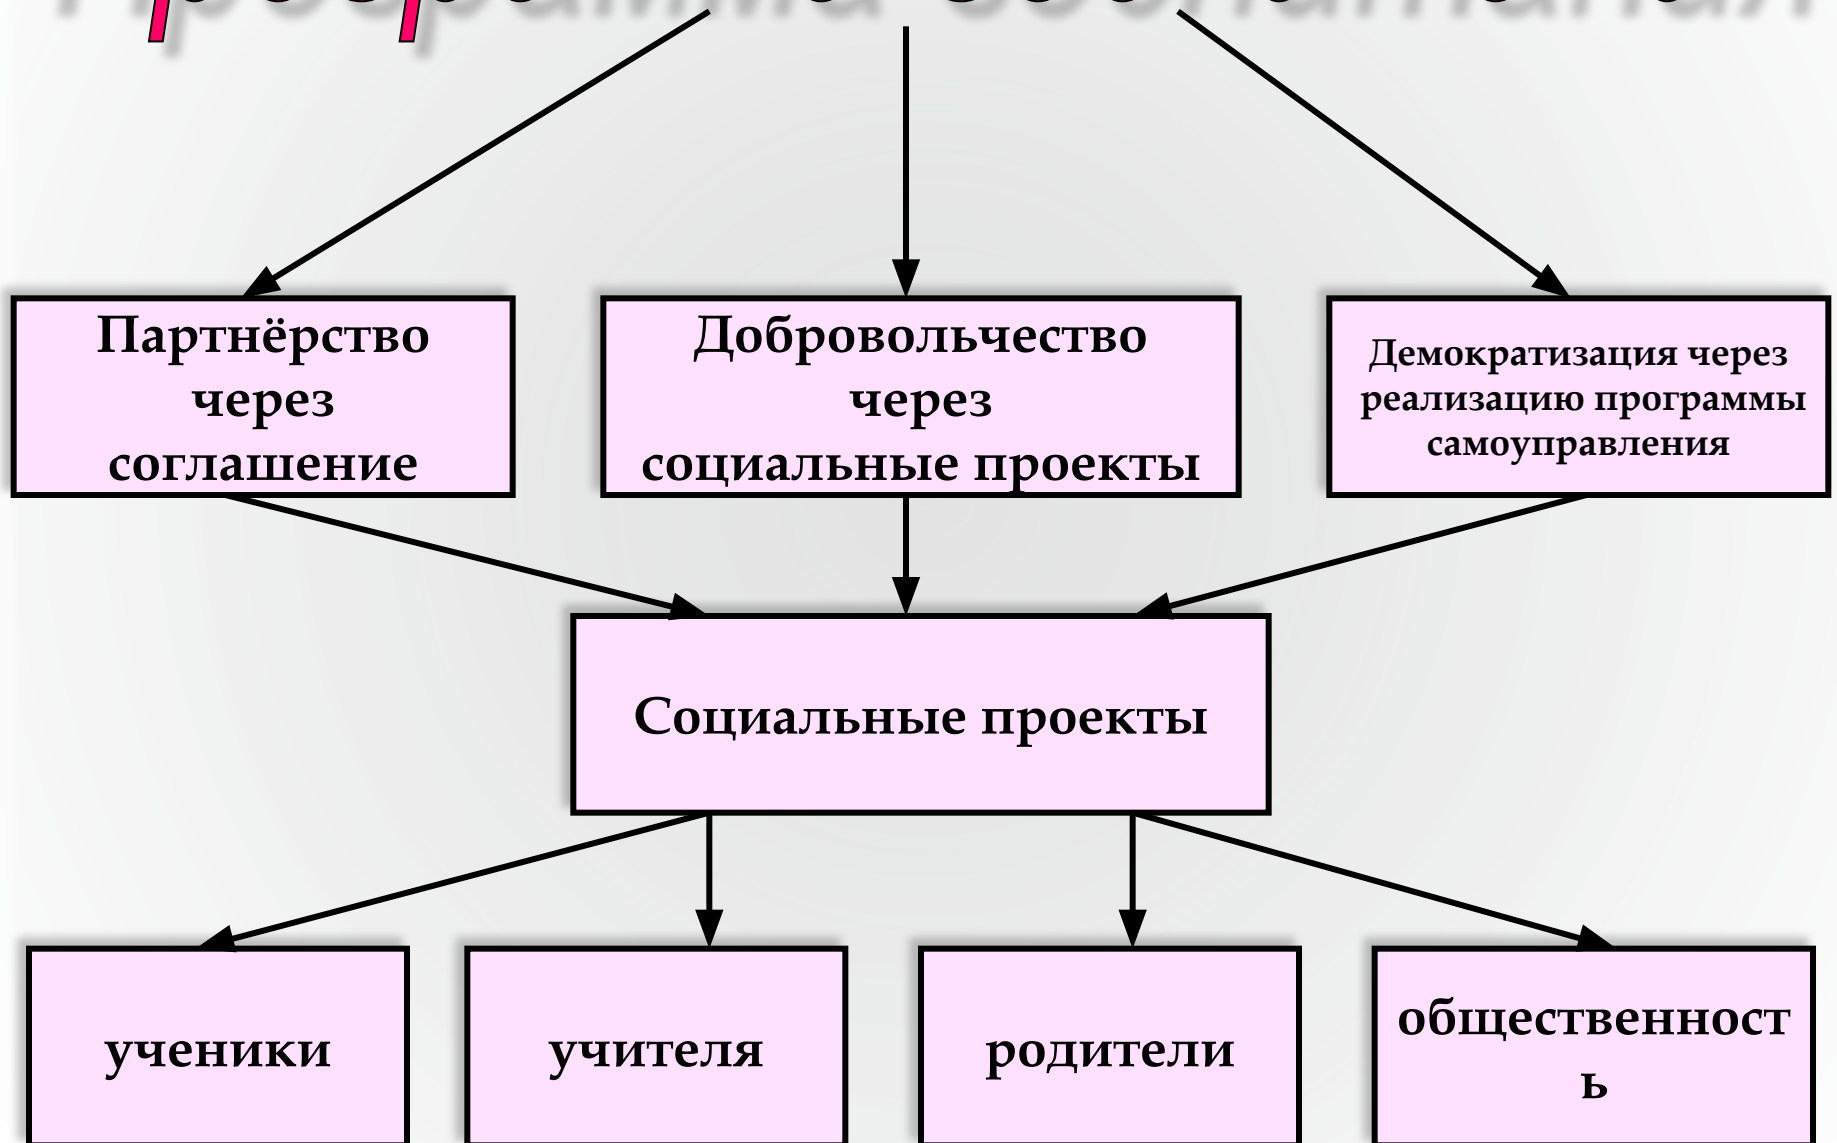 Партнёрство
через
соглашение
Добровольчество
через
социальные проекты
Демократизация через
реализацию программы
самоуправления
Социальные проекты
ученики
учителя
родители
общественност
ь